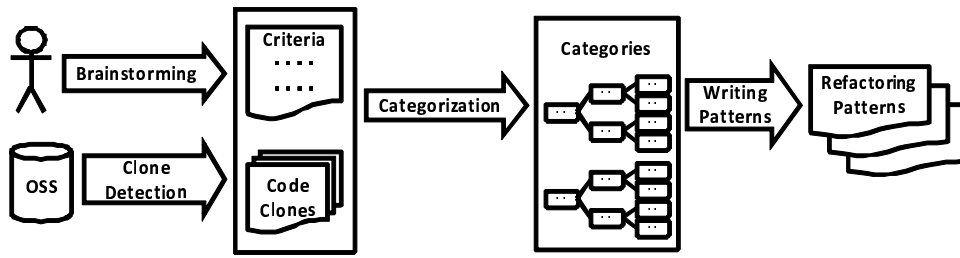 Brainstorming
Criteria
....
....
OSS
Clone
Detection
Code
Clones
Categorization
Categories
..
..
..
..
..
..
..
..
..
..
..
..
..
..
Writing
Patterns
Refactoring
Patterns